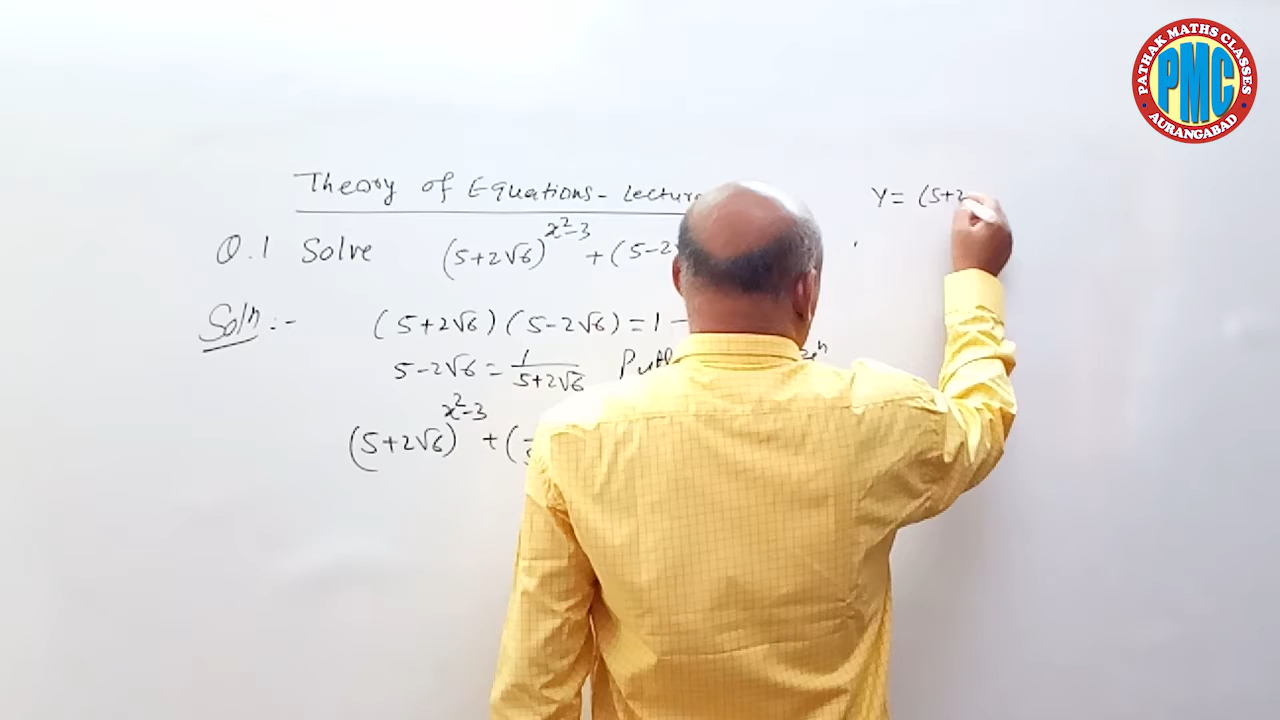 PATHAK MATHS CLASSES
PMC
AURANGABAD
Theory of Equations - Lecture
Y = (5+2
Q.1 Solve (5+2√6)^x²-3 + (5-2
Solⁿ :- (5+2√6)(5-2√6) = 1 -
5-2√6 = 1/5+2√6
(5+2√6)^x²-3 + (